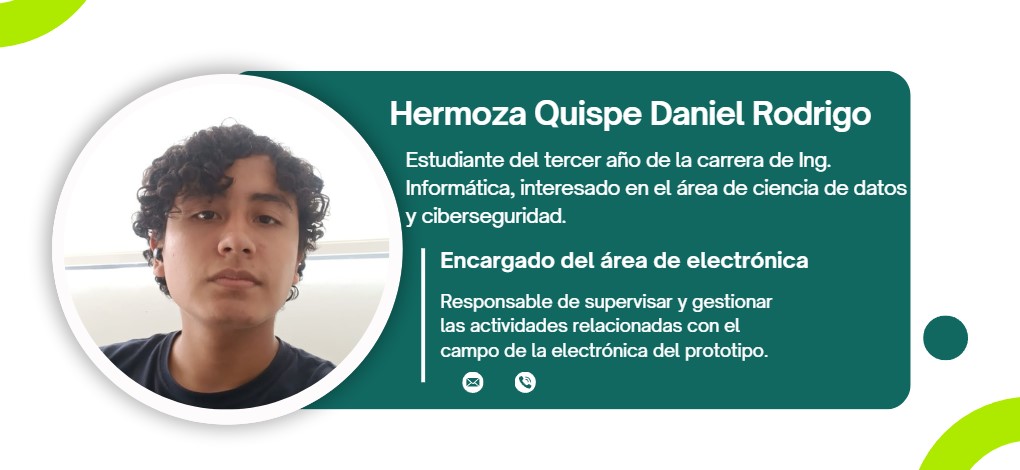 Hermoza Quispe Daniel Rodrigo
Estudiante del tercer año de la carrera de Ing.
Informática, interesado en el área de ciencia de datos
y ciberseguridad.
Encargado del área de electrónica
Responsable de supervisar y gestionar
las actividades relacionadas con el
campo de la electrónica del prototipo.